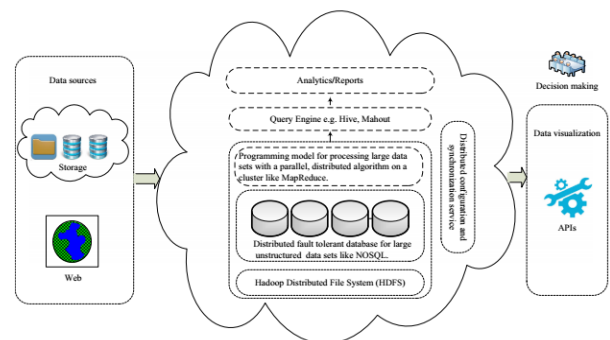 Data sources
Storage
Web
Analytics/Reports
Query Engine e.g. Hive, Mahout
Programming model for processing large data
sets with a parallel, distributed algorithm on a
cluster like MapReduce.
Distributed fault tolerant database for large
unstructured data sets like NOSQL.
Hadoop Distributed File System (HDFS)
Distributed configuration and
synchronization service
Decision making
Data visualization
APIs